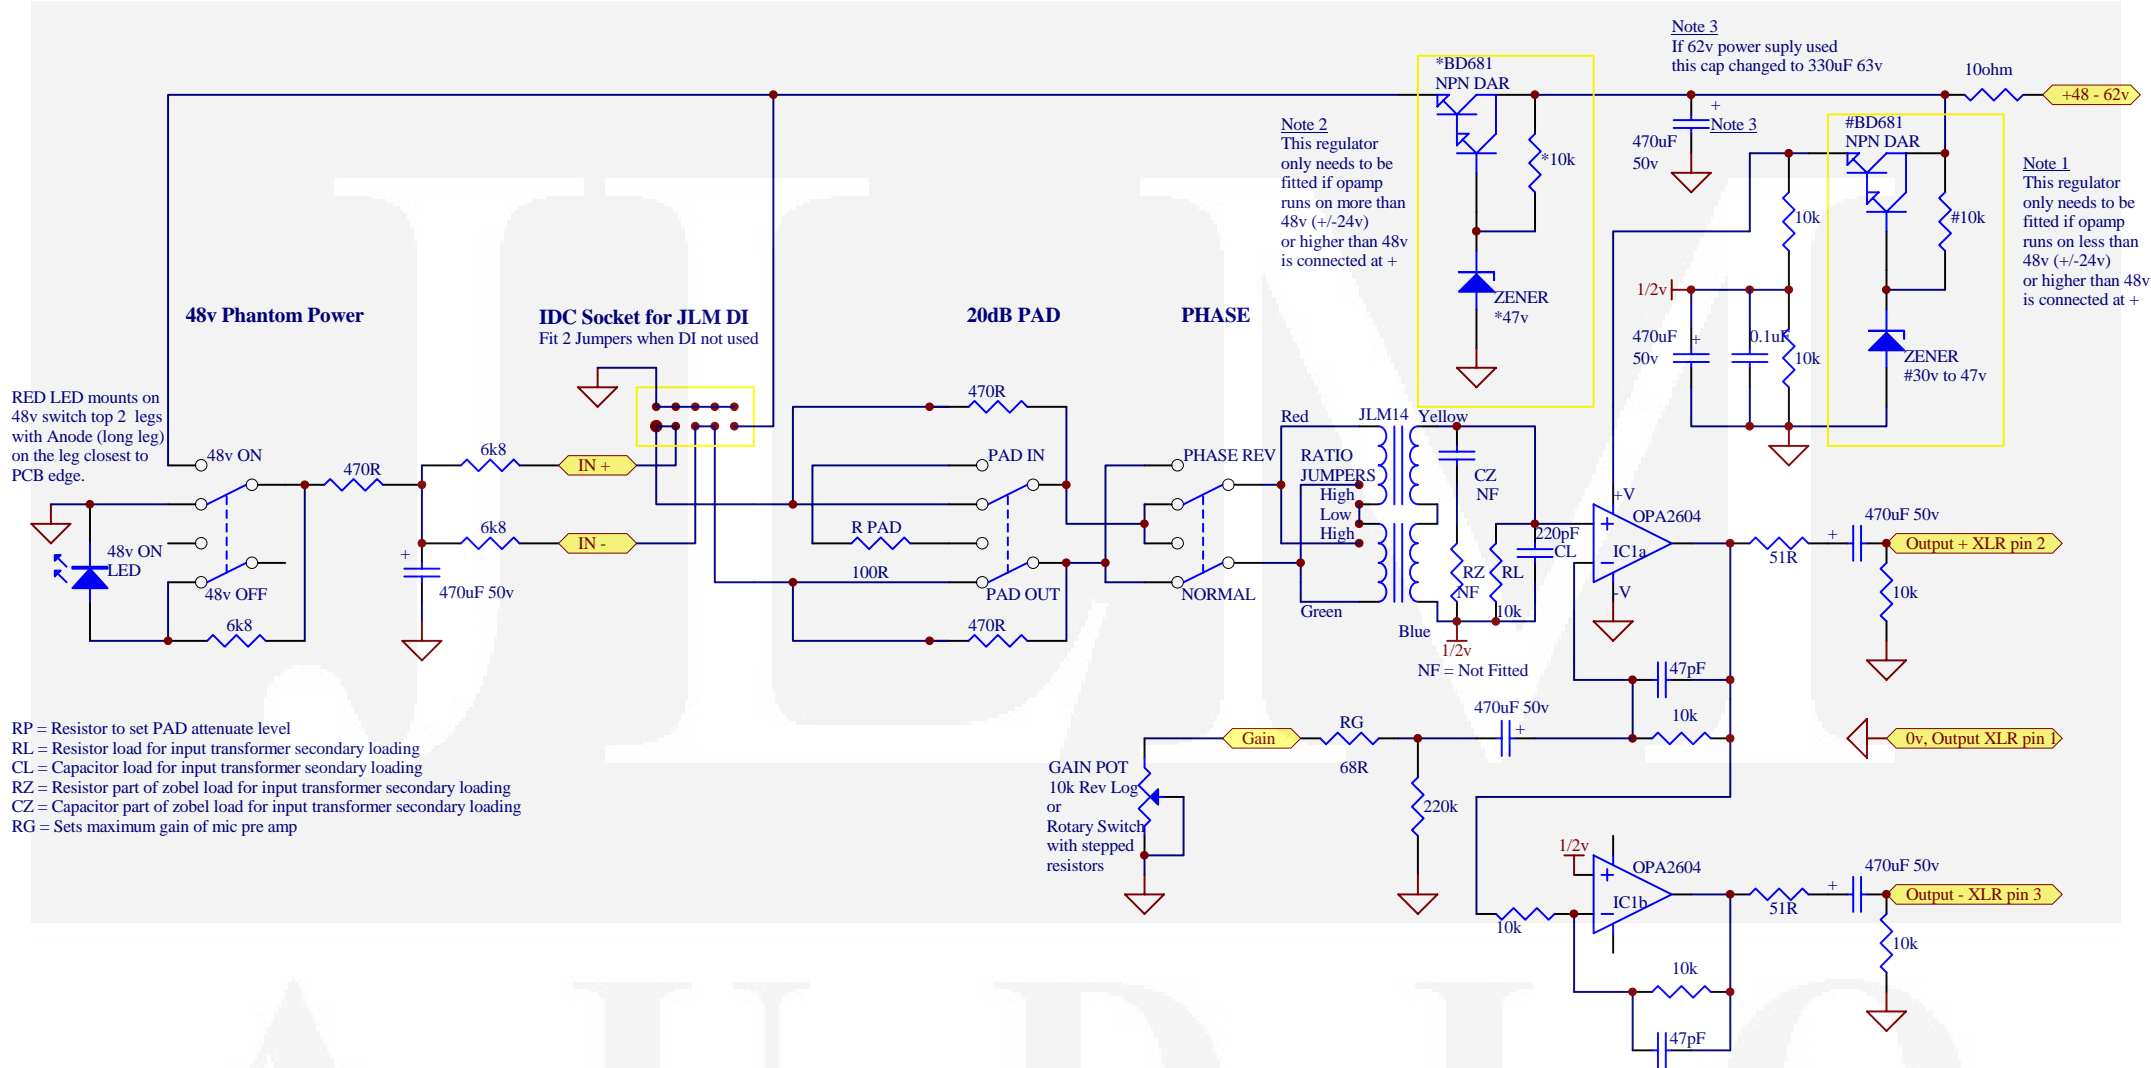 Note 3
If 62v power suply used
this cap changed to 330uF 63v
*BD681
NPN DAR
10ohm
+48 - 62v
+
Note 3
470uF
50v
#BD681
NPN DAR
Note 2
This regulator
only needs to be
fitted if opamp
runs on more than
48v (+/-24v)
or higher than 48v
is connected at +
*10k
Note 1
This regulator
only needs to be
fitted if opamp
runs on less than
48v (+/-24v)
or higher than 48v
is connected at +
10k
#10k
1/2v
ZENER
*47v
470uF
50v
+
0.1uF
10k
ZENER
#30v to 47v
48v Phantom Power
IDC Socket for JLM DI
Fit 2 Jumpers when DI not used
20dB PAD
PHASE
RED LED mounts on
48v switch top 2 legs
with Anode (long leg)
on the leg closest to
PCB edge.
48v ON
470R
6k8
IN +
6k8
IN -
48v ON
LED
48v OFF
6k8
+
470uF 50v
470R
PAD IN
R PAD
100R
PAD OUT
470R
PHASE REV
NORMAL
Red
JLM14
Yellow
RATIO
JUMPERS
High
Low
High
Green
Blue
CZ
NF
RZ
NF
RL
10k
220pF
CL
1/2v
NF = Not Fitted
+V
OPA2604
IC1a
-V
51R
+
470uF 50v
Output + XLR pin 2
10k
47pF
10k
470uF 50v
+
0v, Output XLR pin 1
Gain
RG
68R
220k
GAIN POT
10k Rev Log
or
Rotary Switch
with stepped
resistors
RP = Resistor to set PAD attenuate level
RL = Resistor load for input transformer secondary loading
CL = Capacitor load for input transformer seondary loading
RZ = Resistor part of zobel load for input transformer secondary loading
CZ = Capacitor part of zobel load for input transformer secondary loading
RG = Sets maximum gain of mic pre amp
1/2v
OPA2604
IC1b
10k
51R
+
470uF 50v
Output - XLR pin 3
10k
10k
47pF
JLM
AUDIO